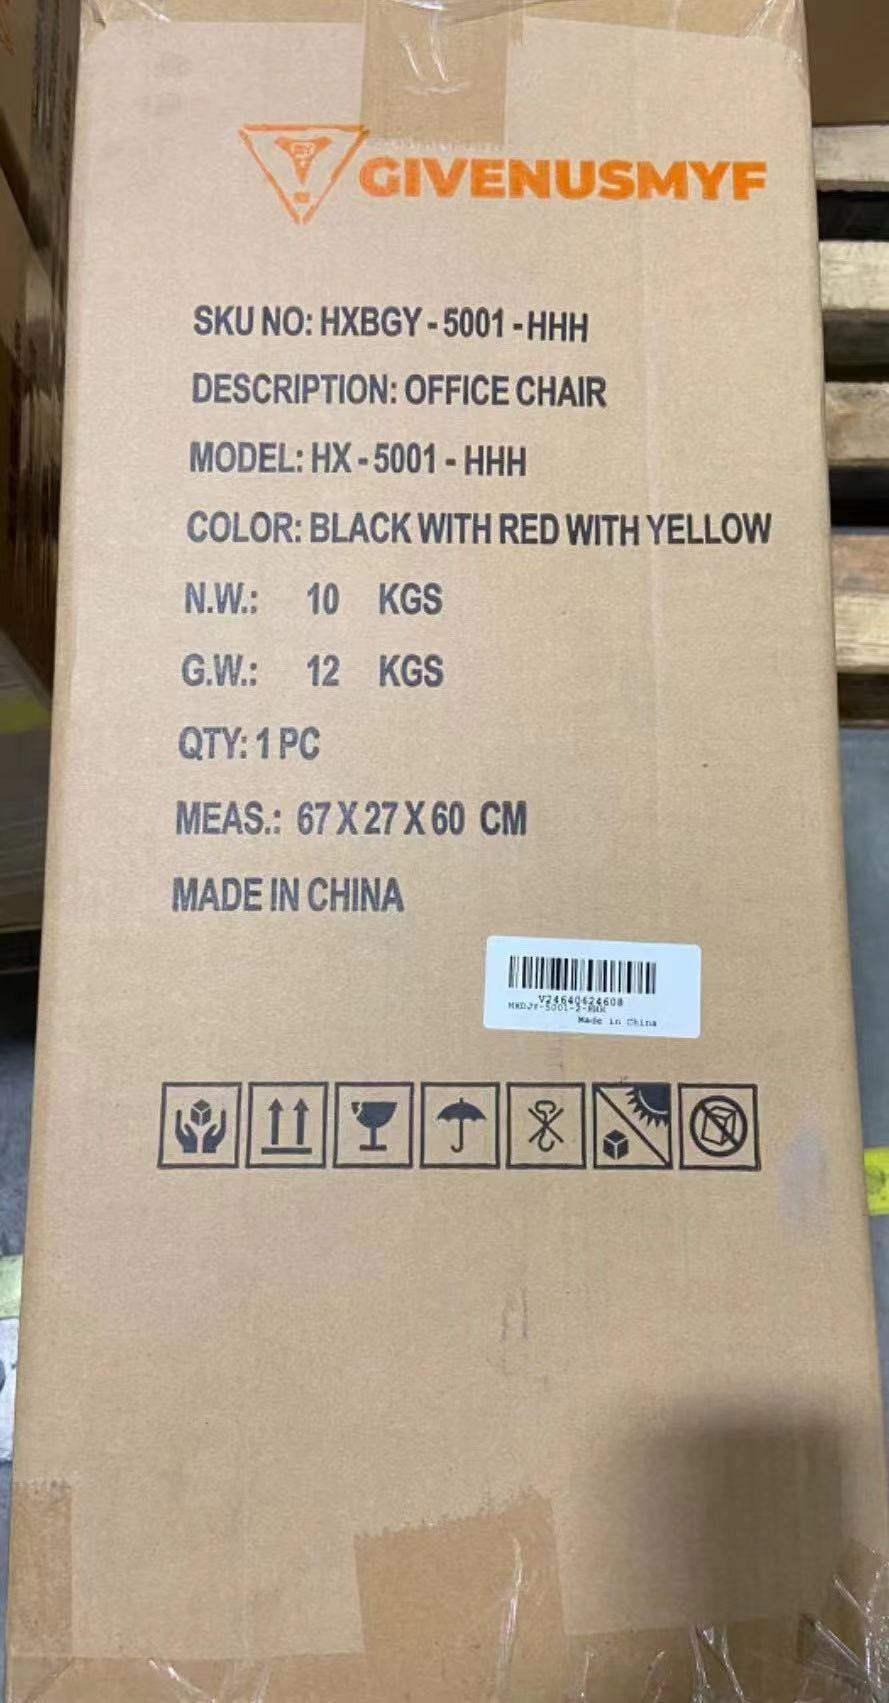 GIVENUSMYF
SKU NO: HXBGY - 5001 - HHH
DESCRIPTION: OFFICE CHAIR
MODEL: HX - 5001 - HHH
COLOR: BLACK WITH RED WITH YELLOW
N.W.: 10 KGS
G.W.: 12 KGS
QTY: 1 PC
MEAS.: 67 X 27 X 60 CM
MADE IN CHINA
V24640624608
Made in China